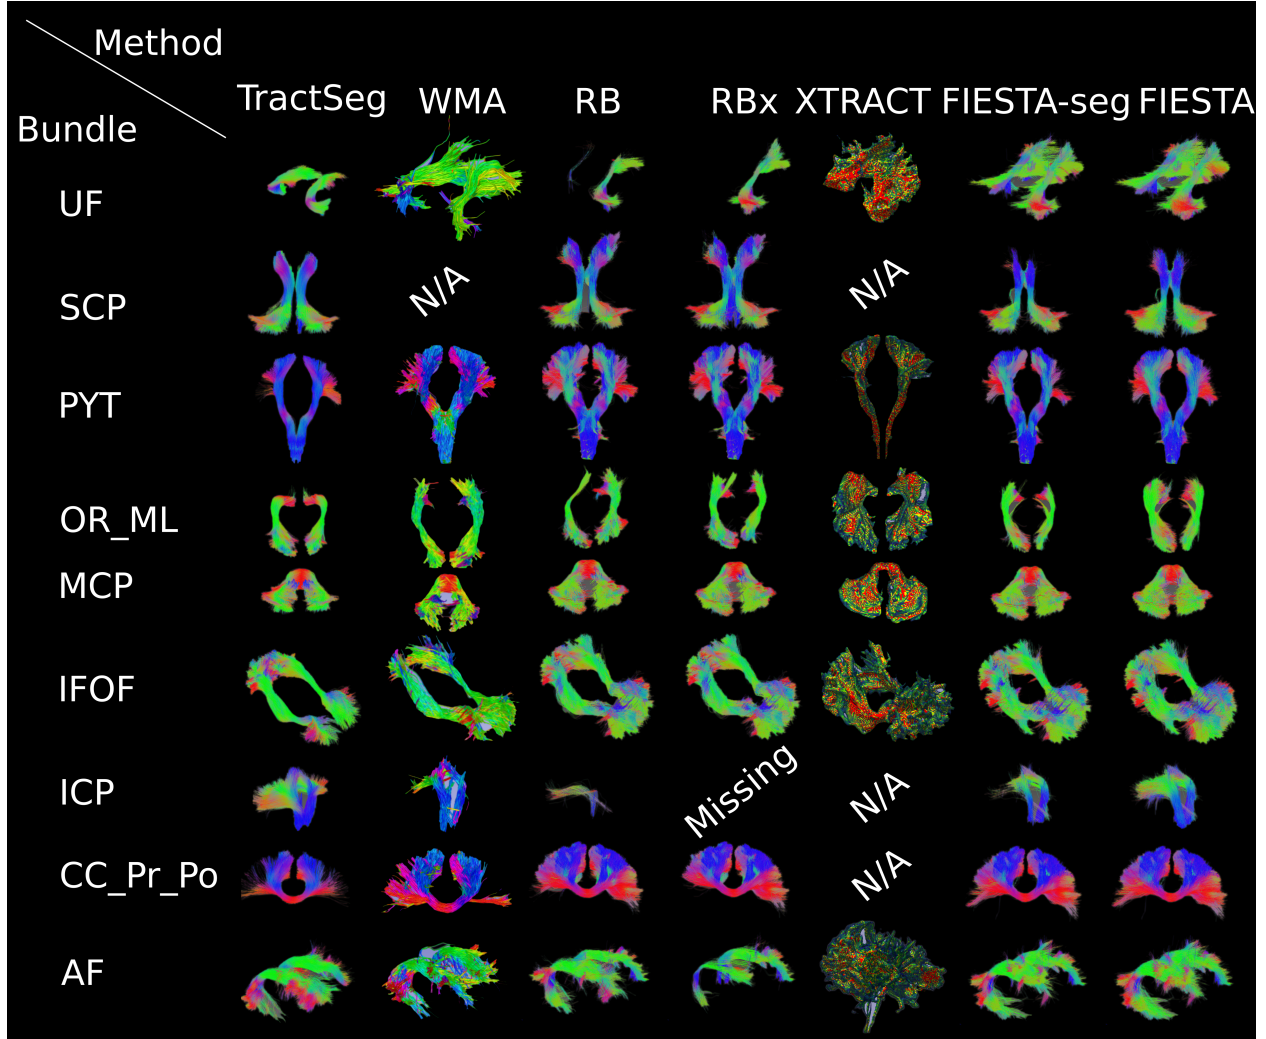 Method
Bundle
TractSeg WMA RB RBx XTRACT FIESTA-seg FIESTA
UF
SCP N/A N/A
PYT
OR_ML
MCP
IFOF
ICP Missing N/A
CC_Pr_Po N/A
AF